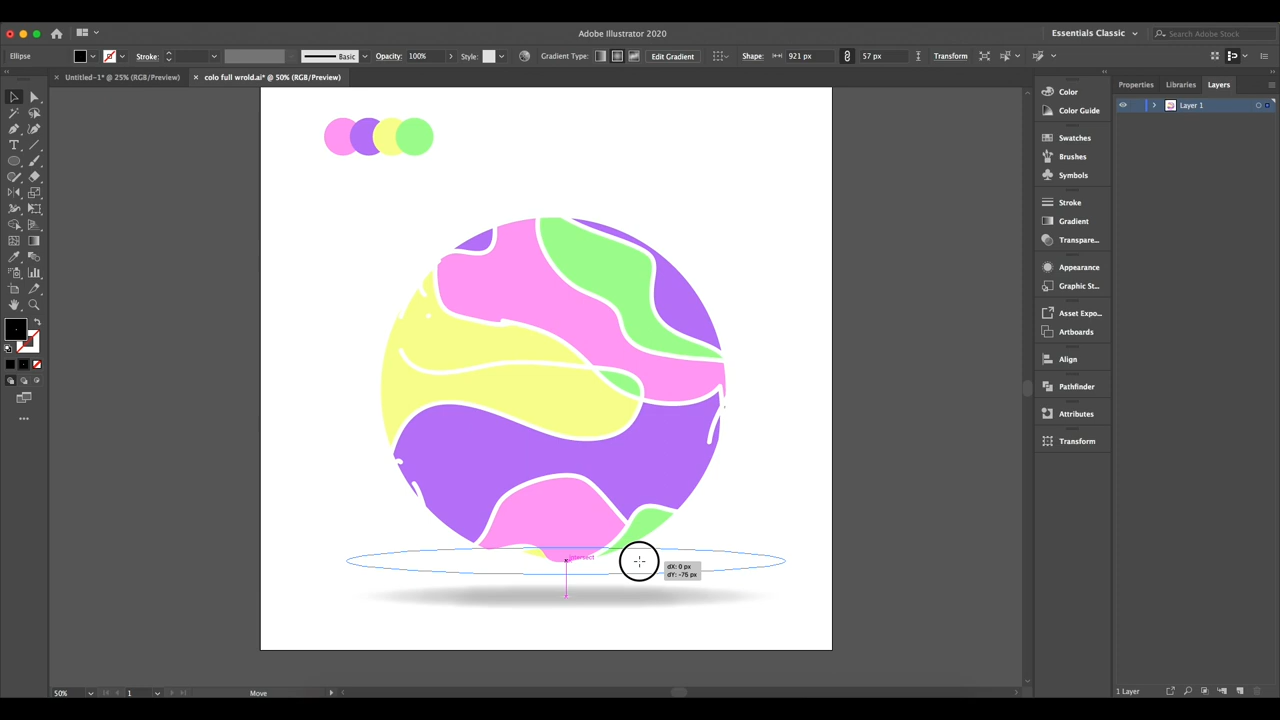 Adobe Illustrator 2020
Essentials Classic
Search Adobe Stock
Ellipse
Stroke:
Basic
Opacity: 100%
Style:
Gradient Type:
Edit Gradient
Shape:
921 px
57 px
Transform
× Untitled-1* @ 25% (RGB/Preview)
× colo full wrold.ai* @ 50% (RGB/Preview)
Color
Color Guide
Swatches
Brushes
Symbols
Stroke
Gradient
Transpare...
Appearance
Graphic St...
Asset Expo...
Artboards
Align
Pathfinder
Attributes
Transform
Properties
Libraries
Layers
Layer 1
intersect
dX: 0 px
dY: -76 px
50%
1
Move
1 Layer